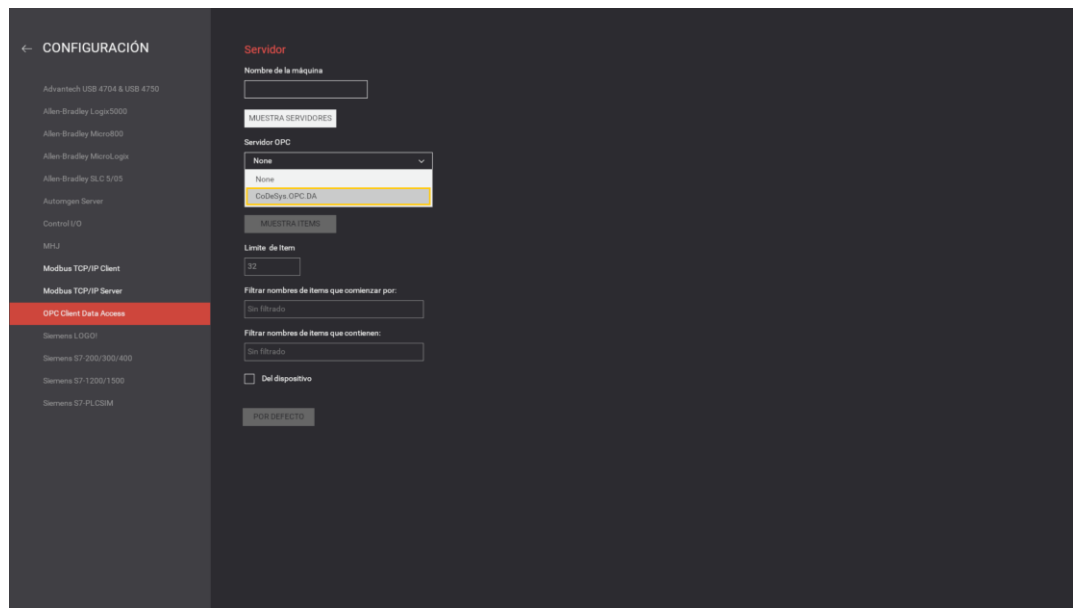 ← CONFIGURACIÓN
Advantech USB 4704 & USB 4750
Allen-Bradley Logix5000
Allen-Bradley Micro800
Allen-Bradley MicroLogix
Allen-Bradley SLC 5/05
Automgen Server
Control I/O
MHJ
Modbus TCP/IP Client
Modbus TCP/IP Server
OPC Client Data Access
Siemens LOGO!
Siemens S7-200/300/400
Siemens S7-1200/1500
Siemens S7-PLCSIM
Servidor
Nombre de la máquina
MUESTRA SERVIDORES
Servidor OPC
None
None
CoDeSys.OPC.DA
MUESTRA ITEMS
Limite de Item
32
Filtrar nombres de items que comienzar por:
Sin filtrado
Filtrar nombres de items que contienen:
Sin filtrado
Del dispositivo
POR DEFECTO